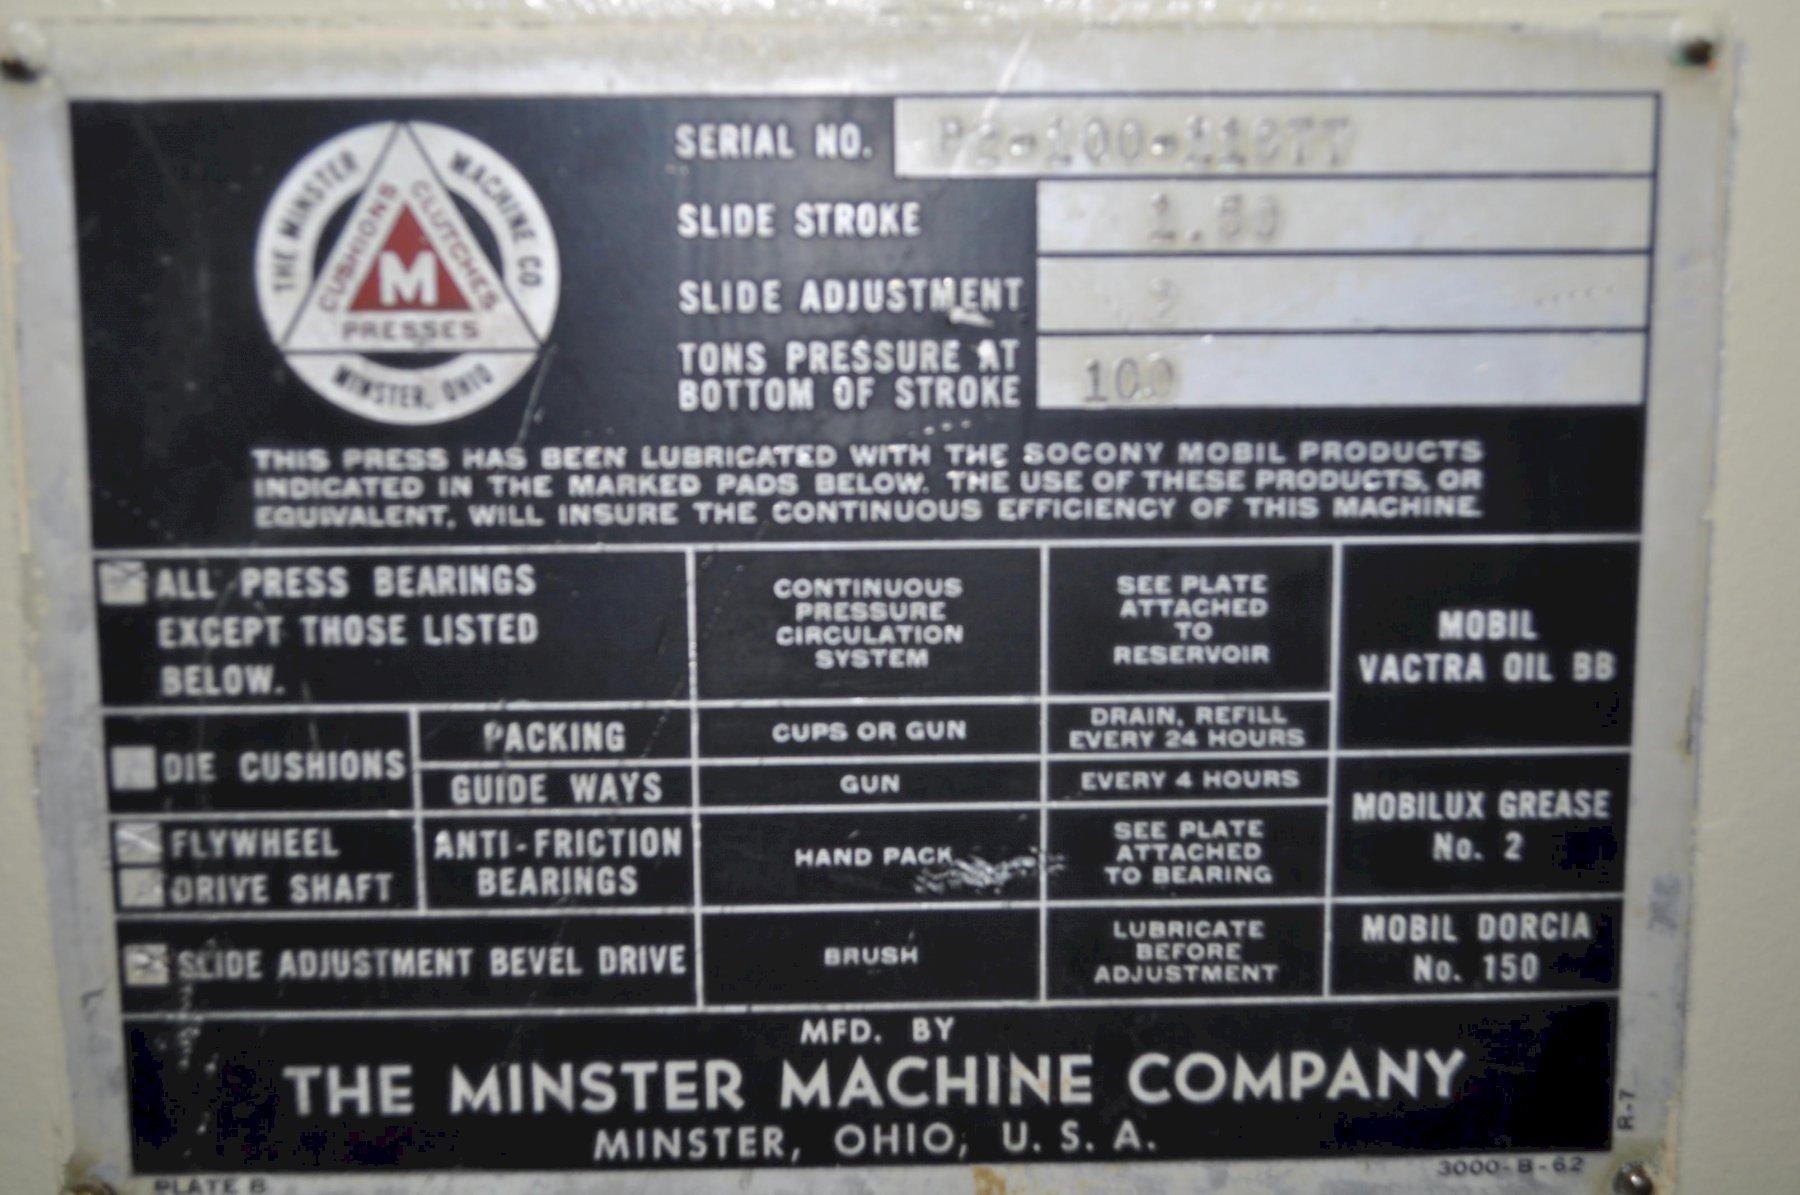 THE MINSTER MACHINE CO.
CUSHIONS CLUTCHES
M
PRESSES
MINSTER, OHIO
SERIAL NO.
SLIDE STROKE 1.50
SLIDE ADJUSTMENT 2
TONS PRESSURE AT
BOTTOM OF STROKE 100
THIS PRESS HAS BEEN LUBRICATED WITH THE SOCONY MOBIL PRODUCTS
INDICATED IN THE MARKED PADS BELOW. THE USE OF THESE PRODUCTS, OR
EQUIVALENT, WILL INSURE THE CONTINUOUS EFFICIENCY OF THIS MACHINE.
ALL PRESS BEARINGS
EXCEPT THOSE LISTED
BELOW.
CONTINUOUS
PRESSURE
CIRCULATION
SYSTEM
SEE PLATE
ATTACHED
TO
RESERVOIR
MOBIL
VACTRA OIL BB
DIE CUSHIONS
PACKING
CUPS OR GUN
DRAIN, REFILL
EVERY 24 HOURS
GUIDE WAYS
GUN
EVERY 4 HOURS
MOBILUX GREASE
No. 2
FLYWHEEL
DRIVE SHAFT
ANTI-FRICTION
BEARINGS
HAND PACK
SEE PLATE
ATTACHED
TO BEARING
SLIDE ADJUSTMENT BEVEL DRIVE
BRUSH
LUBRICATE
BEFORE
ADJUSTMENT
MOBIL DORCIA
No. 150
MFD. BY
THE MINSTER MACHINE COMPANY
MINSTER, OHIO, U. S. A.
R-7
PLATE B
3000-B-62